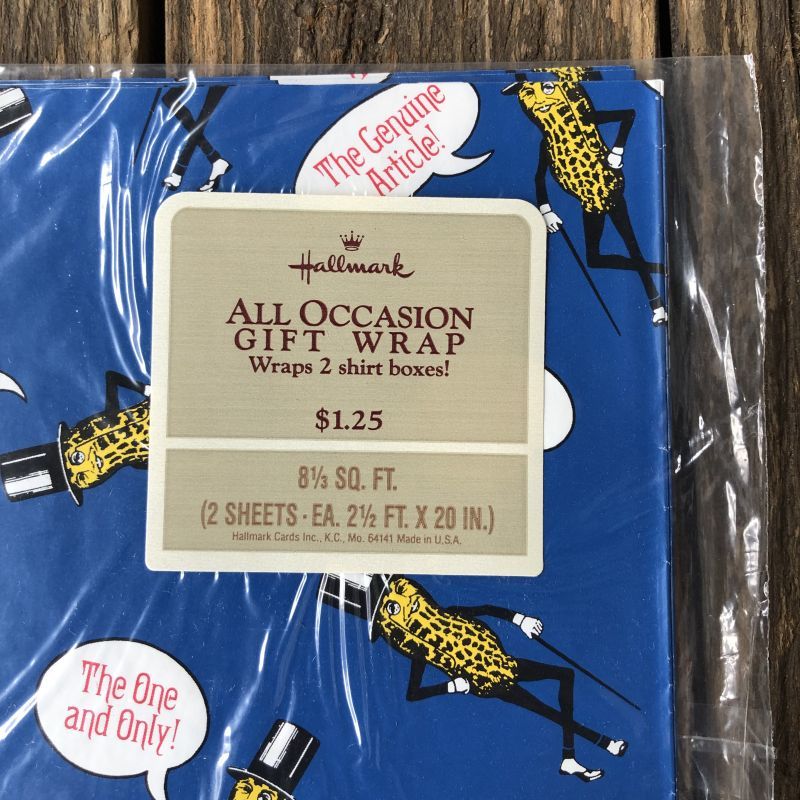 The Genuine
Article!
Hallmark
ALL OCCASION
GIFT WRAP
Wraps 2 shirt boxes!
$1.25
8⅓ SQ. FT.
(2 SHEETS · EA. 2½ FT. X 20 IN.)
Hallmark Cards Inc., K.C., Mo. 64141 Made in U.S.A.
The One
and Only!